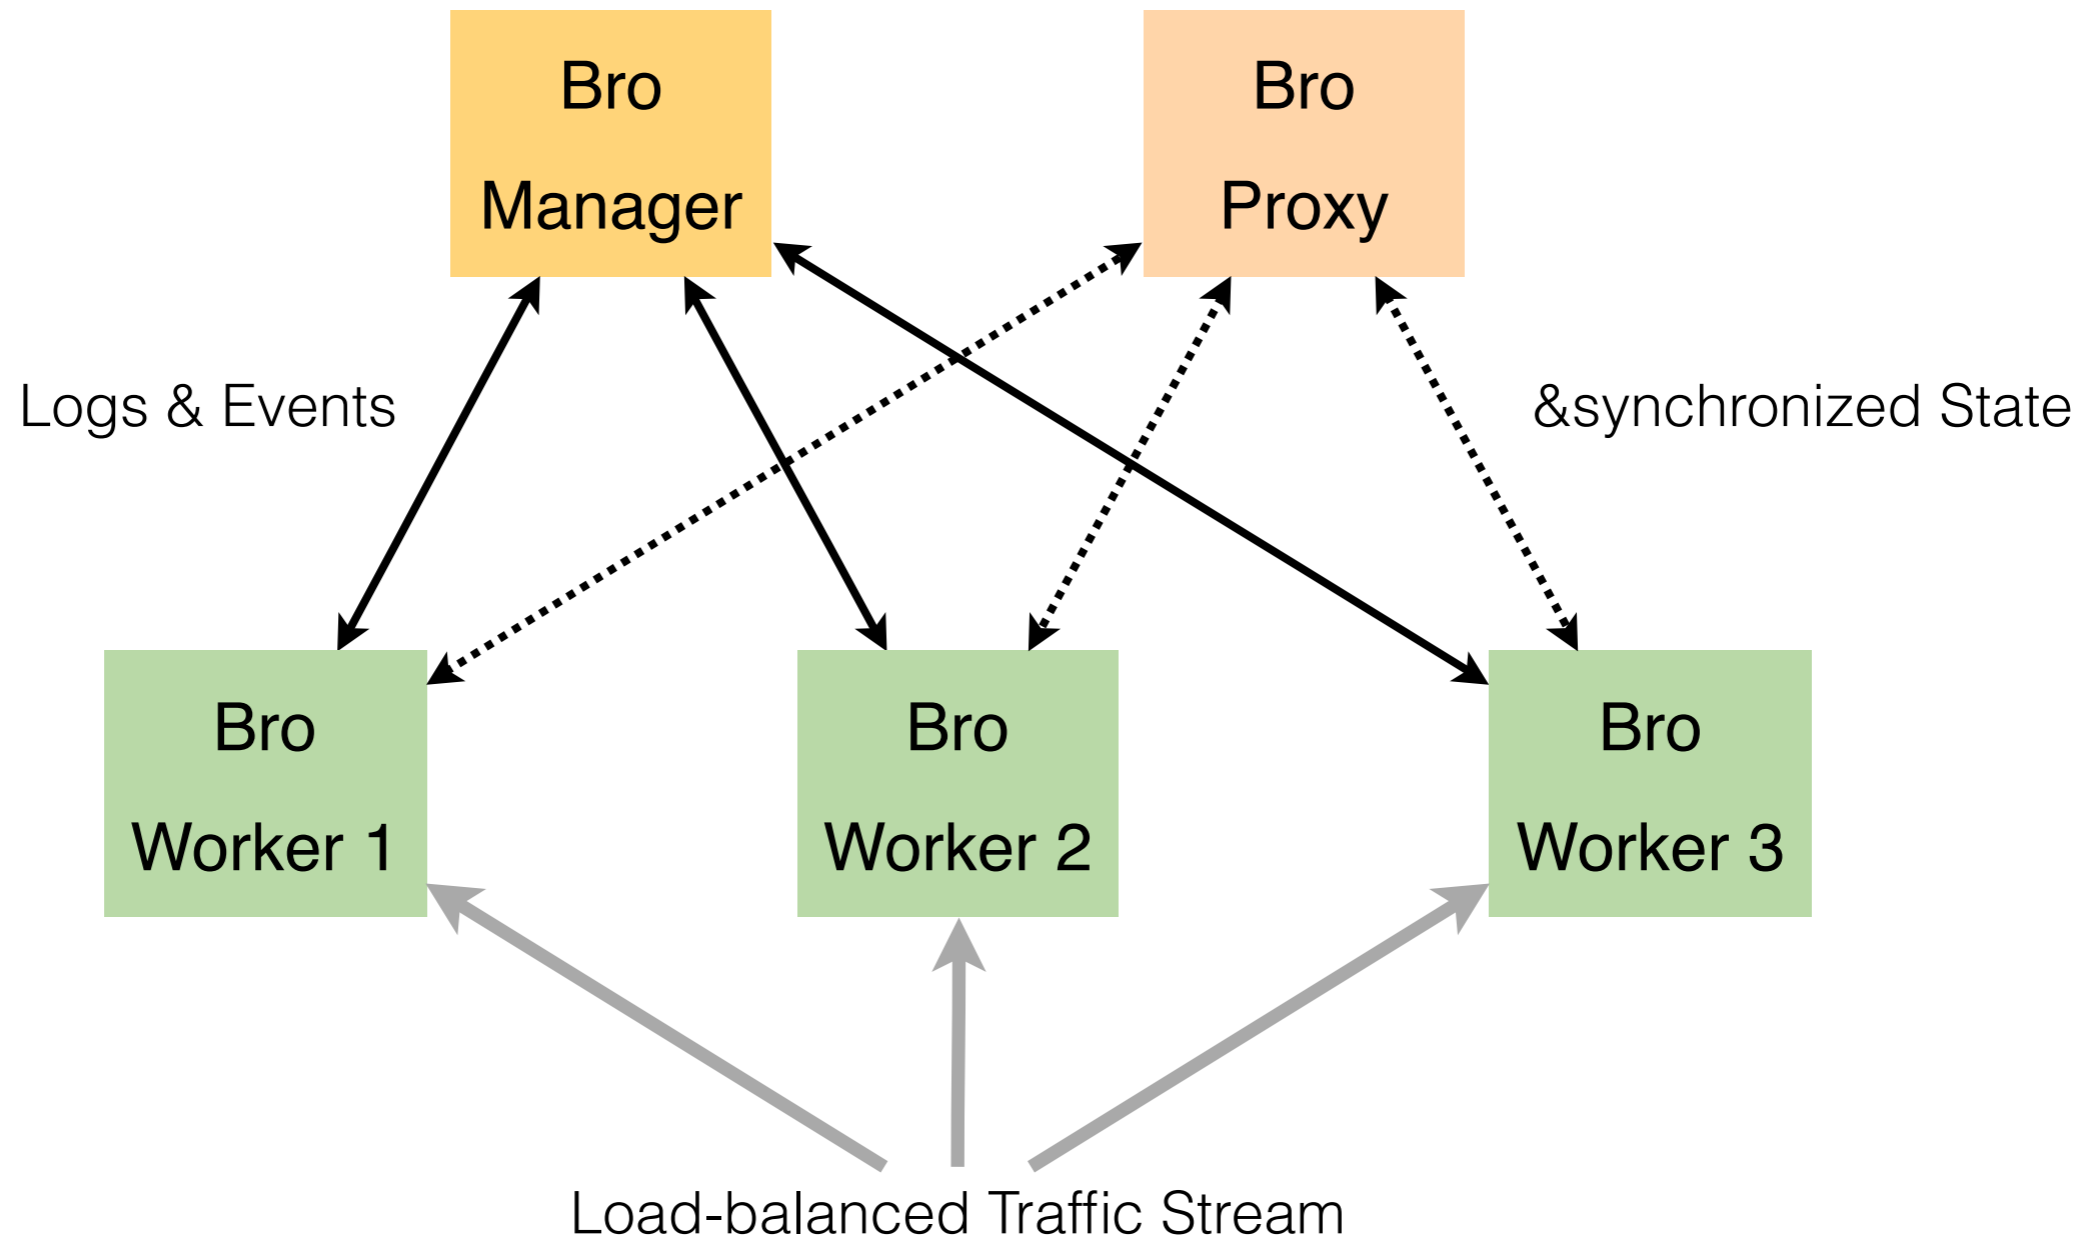 Bro
Manager
Bro
Proxy
Logs & Events
&synchronized State
Bro
Worker 1
Bro
Worker 2
Bro
Worker 3
Load-balanced Traffic Stream